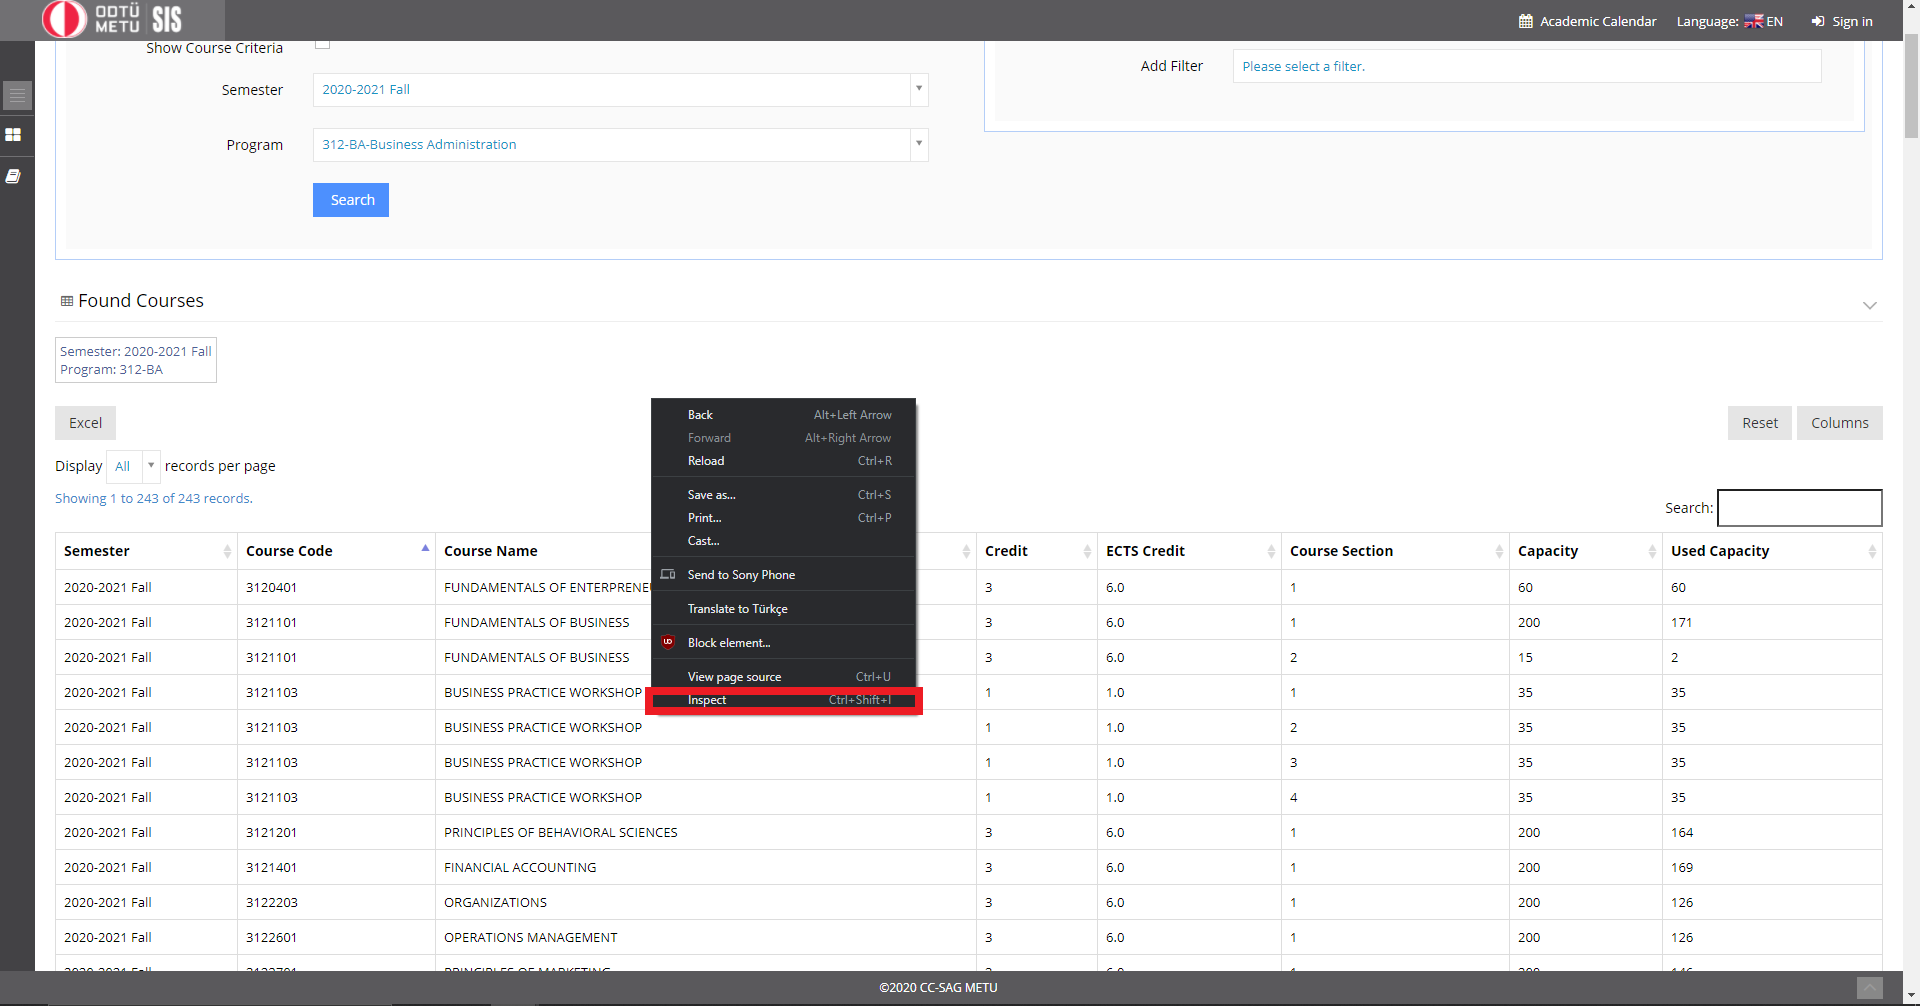 ODTÜ METU SIS
Academic Calendar Language: EN Sign in
Show Course Criteria
Add Filter Please select a filter.
Semester 2020-2021 Fall
Program 312-BA-Business Administration
Search
Found Courses
Semester: 2020-2021 Fall
Program: 312-BA
Excel
Reset Columns
Display All records per page
Showing 1 to 243 of 243 records.
Search:
Back Alt+Left Arrow
Forward Alt+Right Arrow
Reload Ctrl+R
Save as... Ctrl+S
Print... Ctrl+P
Cast...
Send to Sony Phone
Translate to Türkçe
Block element...
View page source Ctrl+U
Inspect Ctrl+Shift+I
Semester Course Code Course Name Credit ECTS Credit Course Section Capacity Used Capacity
2020-2021 Fall 3120401 FUNDAMENTALS OF 3 6.0 1 60 60
2020-2021 Fall 3121101 FUNDAMENTALS OF BUSINESS 3 6.0 1 200 171
2020-2021 Fall 3121101 FUNDAMENTALS OF BUSINESS 3 6.0 2 15 2
2020-2021 Fall 3121103 BUSINESS PRACTICE WORKSHOP 1 1.0 1 35 35
2020-2021 Fall 3121103 BUSINESS PRACTICE WORKSHOP 1 1.0 2 35 35
2020-2021 Fall 3121103 BUSINESS PRACTICE WORKSHOP 1 1.0 3 35 35
2020-2021 Fall 3121103 BUSINESS PRACTICE WORKSHOP 1 1.0 4 35 35
2020-2021 Fall 3121201 PRINCIPLES OF BEHAVIORAL SCIENCES 3 6.0 1 200 164
2020-2021 Fall 3121401 FINANCIAL ACCOUNTING 3 6.0 1 200 169
2020-2021 Fall 3122203 ORGANIZATIONS 3 6.0 1 200 126
2020-2021 Fall 3122601 OPERATIONS MANAGEMENT 3 6.0 1 200 126
©2020 CC-SAG METU